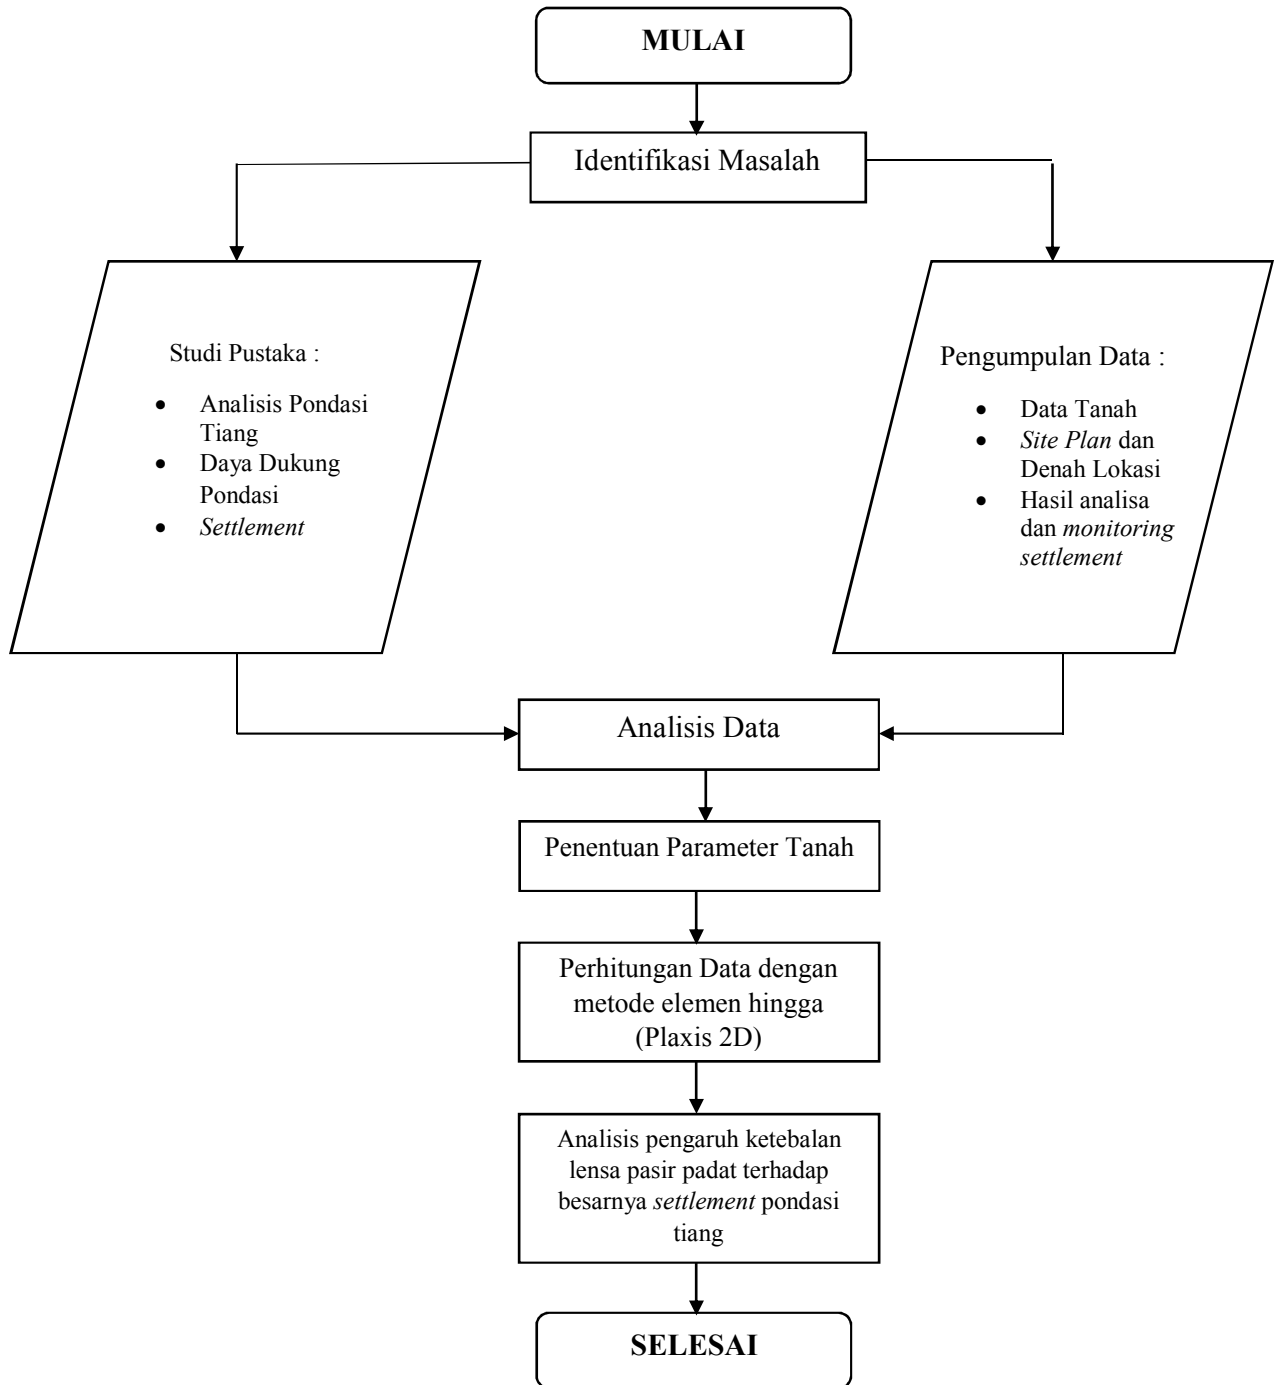 MULAI
Identifikasi Masalah
Studi Pustaka :
• Analisis Pondasi
Tiang
• Daya Dukung
Pondasi
• Settlement
Pengumpulan Data :
• Data Tanah
• Site Plan dan
Denah Lokasi
• Hasil analisa
dan monitoring
settlement
Analisis Data
Penentuan Parameter Tanah
Perhitungan Data dengan
metode elemen hingga
(Plaxis 2D)
Analisis pengaruh ketebalan
lensa pasir padat terhadap
besarnya settlement pondasi
tiang
SELESAI